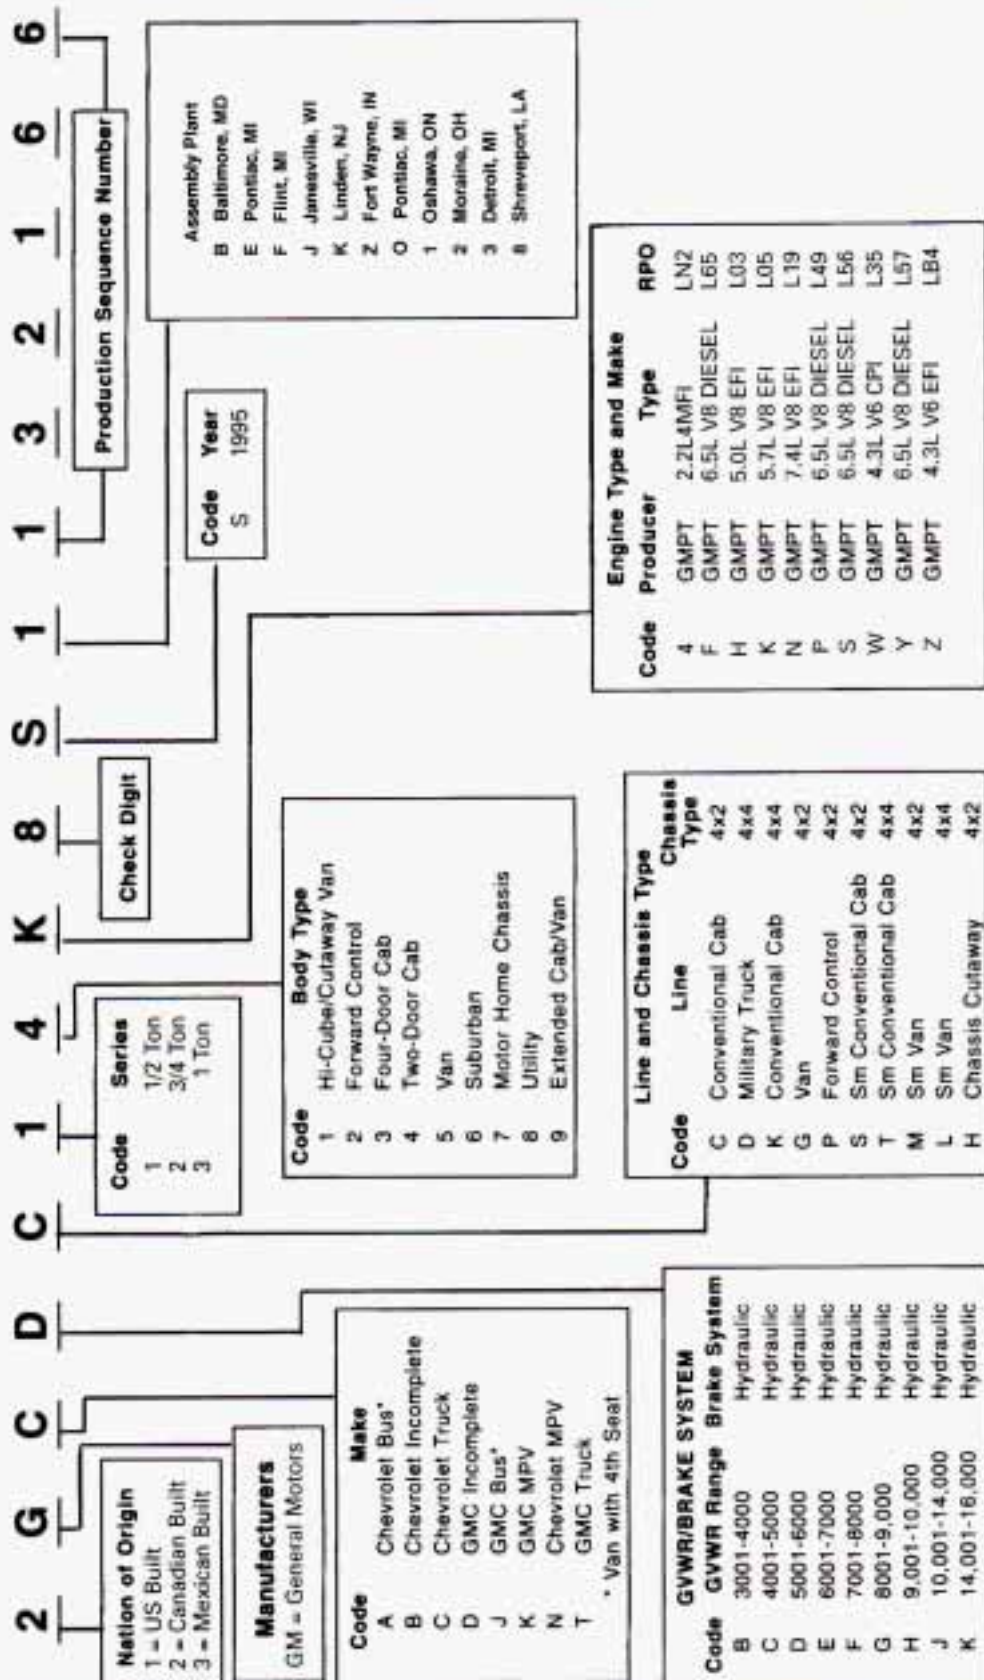 2 G C D C 1 4 K 8 S 1 1 3 2 1 6 6
Nation of Origin
1 = US Built
2 = Canadian Built
3 = Mexican Built
Manufacturers
GM = General Motors
Code Make
A Chevrolet Bus*
B Chevrolet Incomplete
C Chevrolet Truck
D GMC Incomplete
J GMC Bus*
K GMC MPV
N Chevrolet MPV
T GMC Truck
* Van with 4th Seat
GVWR/BRAKE SYSTEM
Code GVWR Range Brake System
B 3001-4000 Hydraulic
C 4001-5000 Hydraulic
D 5001-6000 Hydraulic
E 6001-7000 Hydraulic
F 7001-8000 Hydraulic
G 8001-9,000 Hydraulic
H 9,001-10,000 Hydraulic
J 10,001-14,000 Hydraulic
K 14,001-16,000 Hydraulic
Code Series
1 1/2 Ton
2 3/4 Ton
3 1 Ton
Code Body Type
1 Hi-Cube/Cutaway Van
2 Forward Control
3 Four-Door Cab
4 Two-Door Cab
5 Van
6 Suburban
7 Motor Home Chassis
8 Utility
9 Extended Cab/Van
Line and Chassis Type
Code Line Chassis Type
C Conventional Cab 4x2
D Military Truck 4x4
K Conventional Cab 4x4
G Van 4x2
P Forward Control 4x2
S Sm Conventional Cab 4x2
T Sm Conventional Cab 4x4
M Sm Van 4x2
L Sm Van 4x4
H Chassis Cutaway 4x2
Check Digit
Code Year
S 1995
Production Sequence Number
Assembly Plant
B Baltimore, MD
E Pontiac, MI
F Flint, MI
J Janesville, WI
K Linden, NJ
Z Fort Wayne, IN
O Pontiac, MI
1 Oshawa, ON
2 Moraine, OH
3 Detroit, MI
8 Shreveport, LA
Engine Type and Make
Code Producer Type RPO
4 GMPT 2.2L4MFI LN2
F GMPT 6.5L V8 DIESEL L65
H GMPT 5.0L V8 EFI L03
K GMPT 5.7L V8 EFI L05
N GMPT 7.4L V8 EFI L19
P GMPT 6.5L V8 DIESEL L49
S GMPT 6.5L V8 DIESEL L56
W GMPT 4.3L V6 CPI L35
Y GMPT 6.5L V8 DIESEL L57
Z GMPT 4.3L V6 EFI LB4